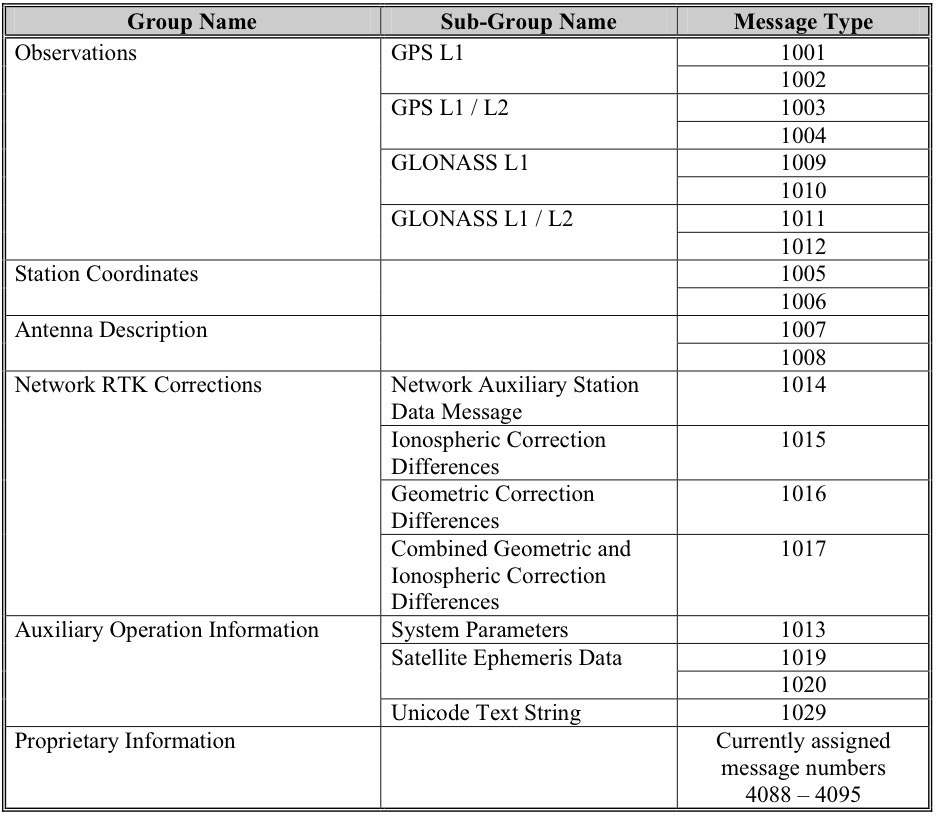 Group Name Sub-Group Name Message Type
Observations GPS L1 1001
1002
GPS L1 / L2 1003
1004
GLONASS L1 1009
1010
GLONASS L1 / L2 1011
1012
Station Coordinates 1005
1006
Antenna Description 1007
1008
Network RTK Corrections Network Auxiliary Station 1014
Data Message
Ionospheric Correction 1015
Differences
Geometric Correction 1016
Differences
Combined Geometric and 1017
Ionospheric Correction
Differences
Auxiliary Operation Information System Parameters 1013
Satellite Ephemeris Data 1019
1020
Unicode Text String 1029
Proprietary Information Currently assigned
message numbers
4088 – 4095